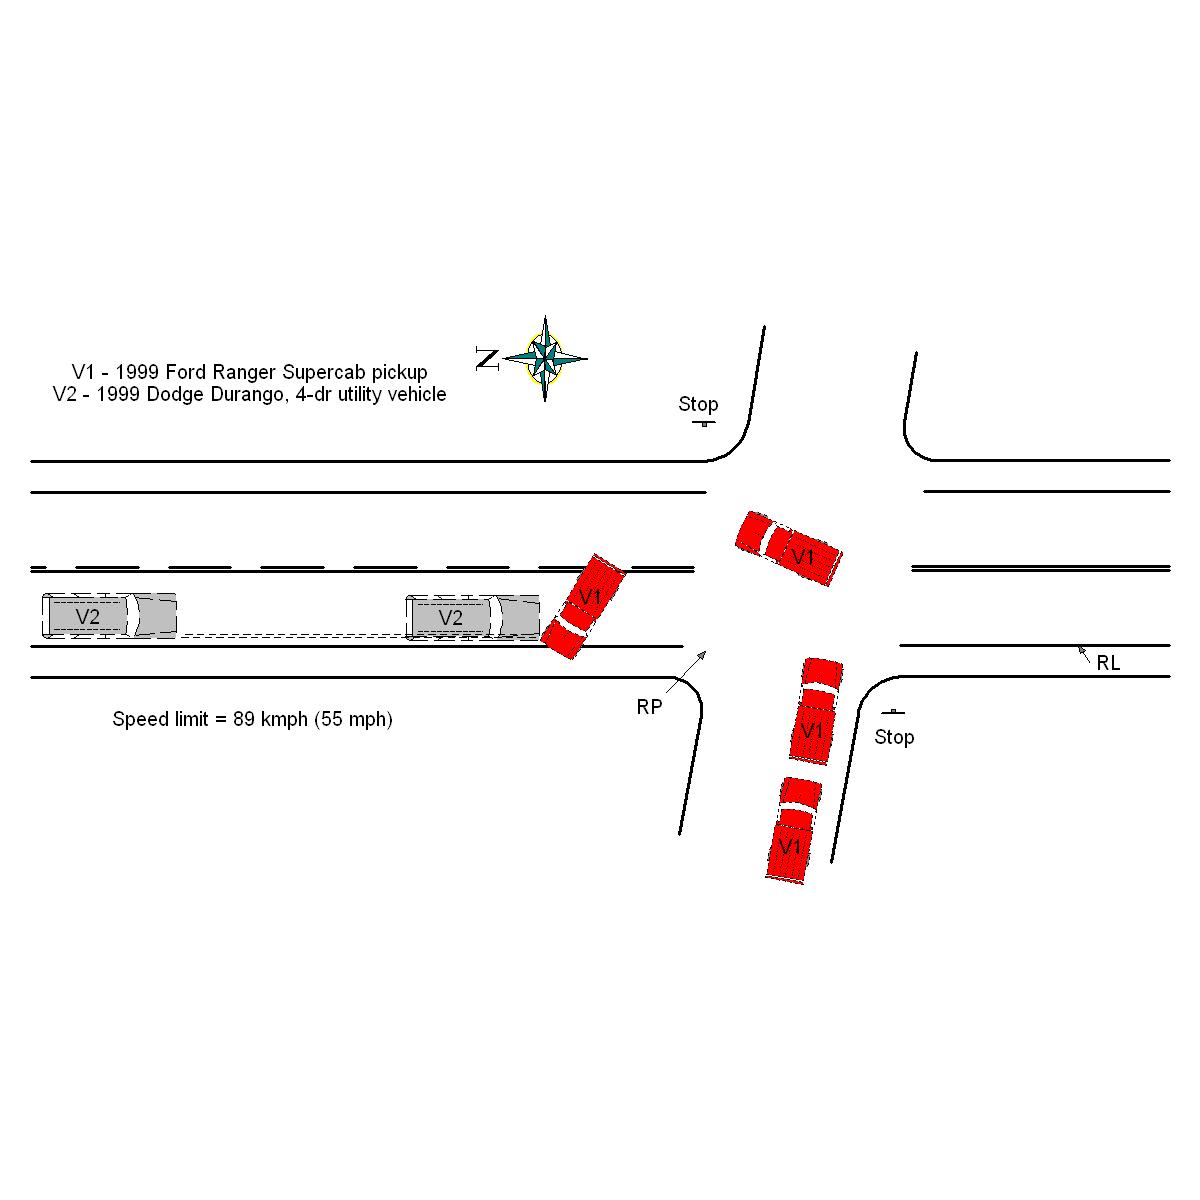 N
V1 - 1999 Ford Ranger Supercab pickup
V2 - 1999 Dodge Durango, 4-dr utility vehicle
Stop
V1
V1
V2
V2
RL
RP
Speed limit = 89 kmph (55 mph)
V1
Stop
V1